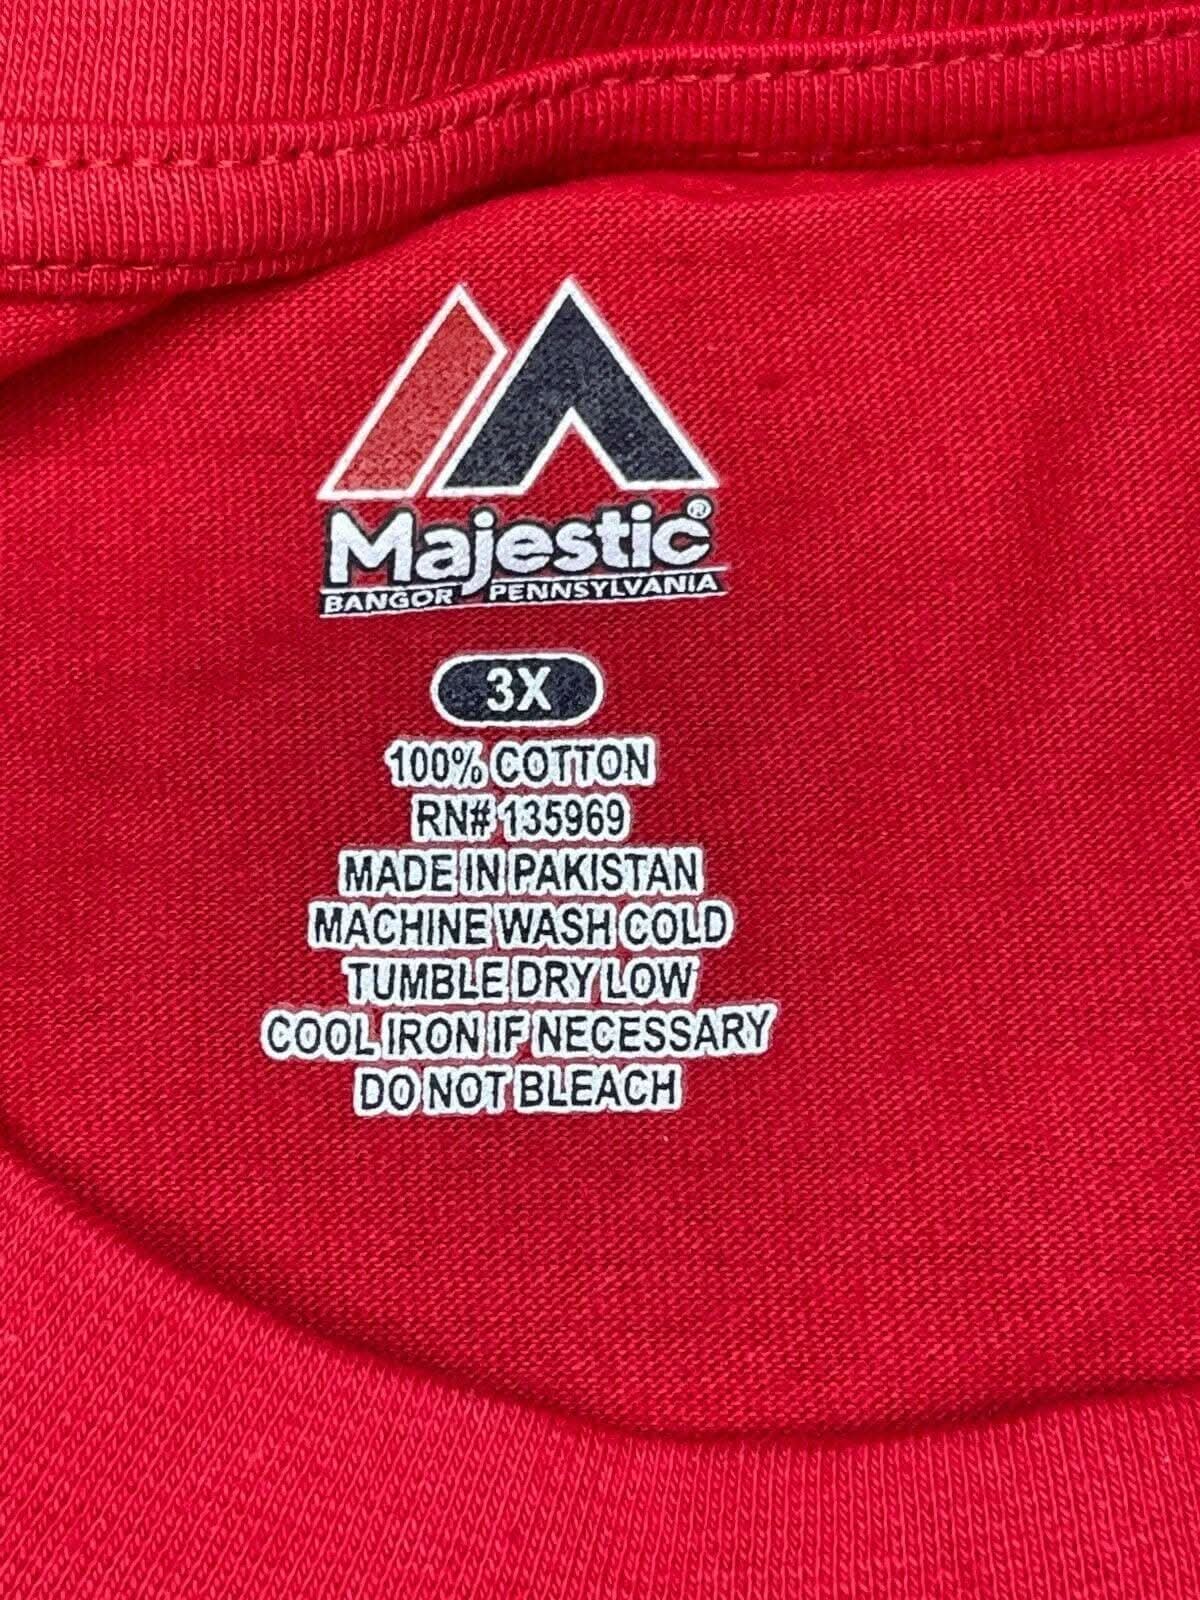 Majestic®
BANGOR PENNSYLVANIA
3X
100% COTTON
RN# 135969
MADE IN PAKISTAN
MACHINE WASH COLD
TUMBLE DRY LOW
COOL IRON IF NECESSARY
DO NOT BLEACH